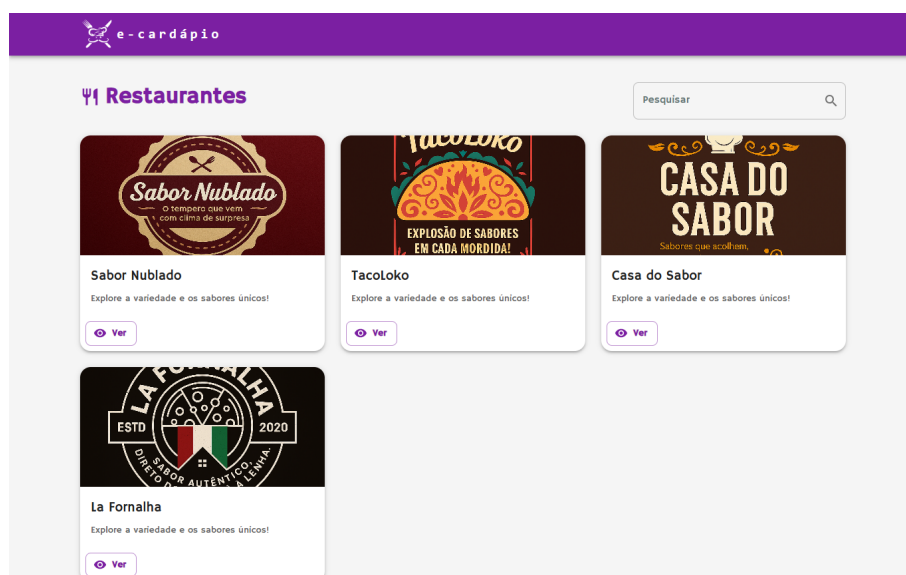 e-cardápio
Restaurantes
Pesquisar
Sabor Nublado
O tempero que vem
com clima de surpresa
TacoLoko
EXPLOSÃO DE SABORES
EM CADA MORDIDA!
CASA DO
SABOR
Sabores que acolhem.
Sabor Nublado
TacoLoko
Casa do Sabor
Explore a variedade e os sabores únicos!
Explore a variedade e os sabores únicos!
Explore a variedade e os sabores únicos!
Ver
Ver
Ver
LA FORNALHA
ESTD
2020
SABOR AUTÊNTICO,
DIRETO
LENHA.
La Fornalha
Explore a variedade e os sabores únicos!
Ver